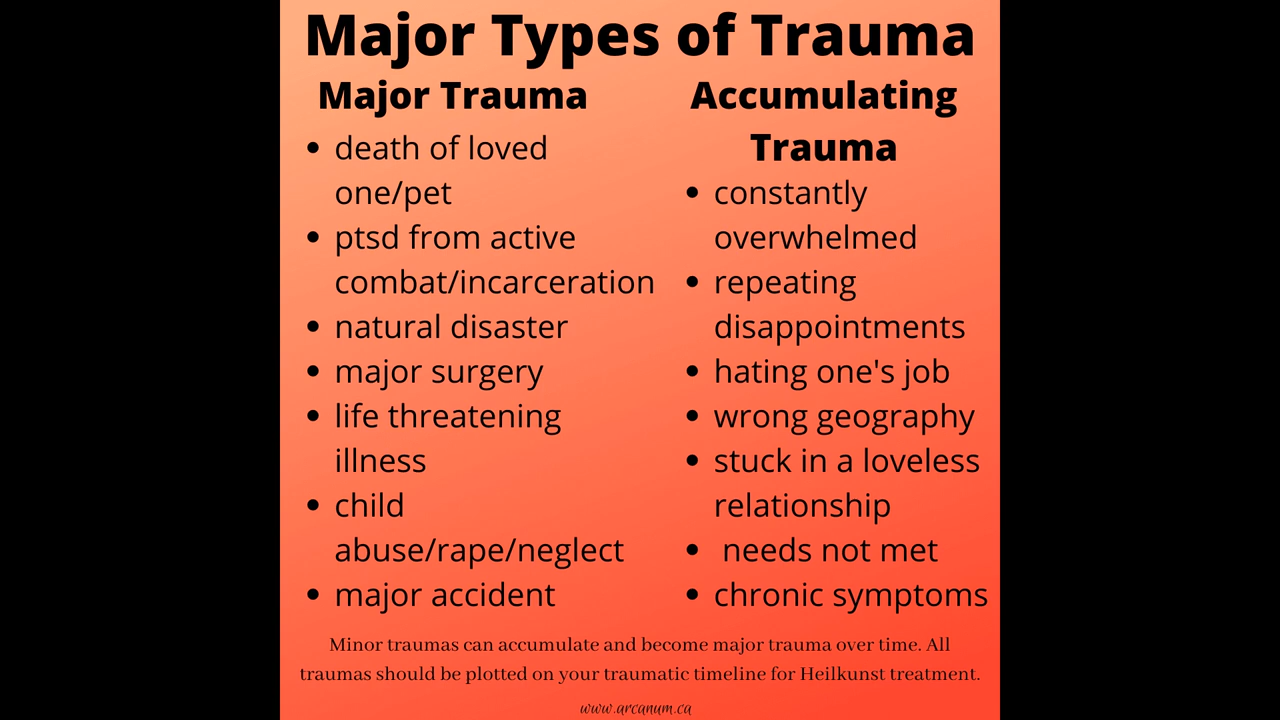 Major Types of Trauma
Major Trauma
• death of loved
one/pet
• ptsd from active
combat/incarceration
• natural disaster
• major surgery
• life threatening
illness
• child
abuse/rape/neglect
• major accident
Accumulating
Trauma
• constantly
overwhelmed
• repeating
disappointments
• hating one's job
• wrong geography
• stuck in a loveless
relationship
• needs not met
• chronic symptoms
Minor traumas can accumulate and become major trauma over time. All
traumas should be plotted on your traumatic timeline for Heilkunst treatment.
www.arcanum.ca